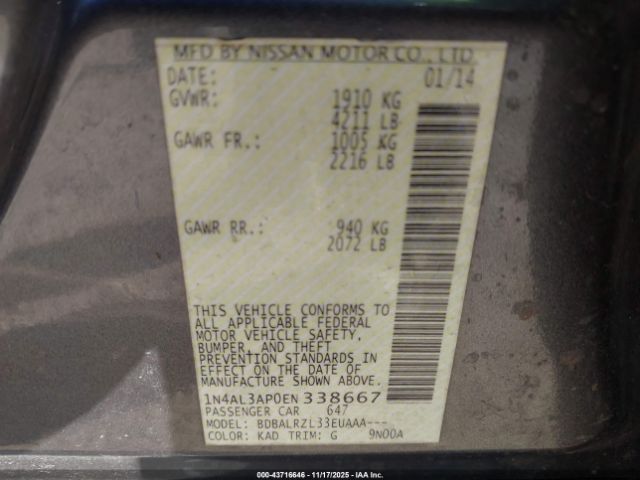 MFD BY NISSAN MOTOR CO., LTD.
DATE: 01/14
GVWR: 1910 KG
4211 LB
GAWR FR.: 1005 KG
2216 LB
GAWR RR.: 940 KG
2072 LB
THIS VEHICLE CONFORMS TO
ALL APPLICABLE FEDERAL
MOTOR VEHICLE SAFETY,
BUMPER, AND THEFT
PREVENTION STANDARDS IN
EFFECT ON THE DATE OF
MANUFACTURE SHOWN ABOVE.
1N4AL3AP0EN338667
PASSENGER CAR 647
MODEL: BDBALRZL33EUAAA---
COLOR: KAD TRIM: G 9N00A
000-43716646 - 11/17/2025 - IAAI.com